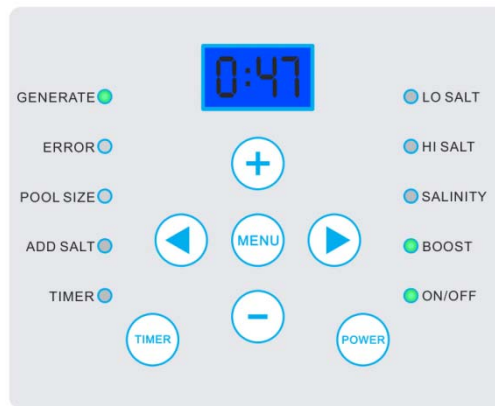 0:47
GENERATE
LO SALT
ERROR
HI SALT
POOL SIZE
SALINITY
MENU
ADD SALT
BOOST
TIMER
ON/OFF
TIMER
POWER